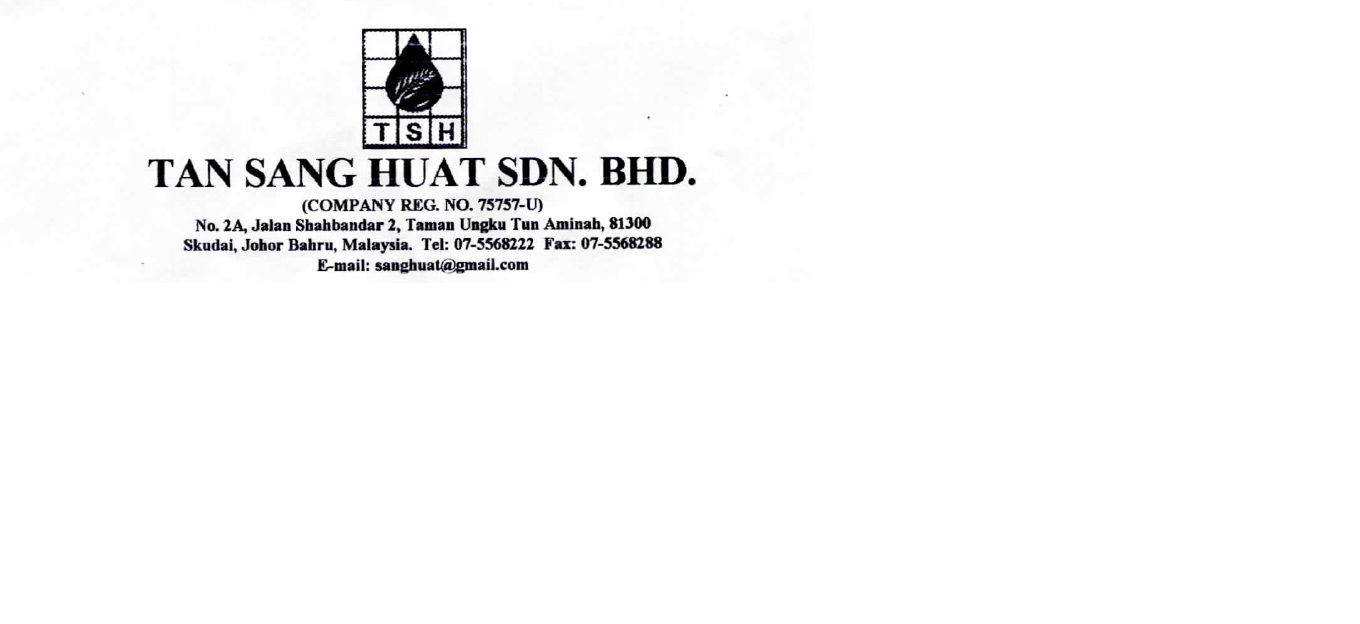 T S H
TAN SANG HUAT SDN. BHD.
(COMPANY REG. NO. 75757-U)
No. 2A, Jalan Shahbandar 2, Taman Ungku Tun Aminah, 81300
Skudai, Johor Bahru, Malaysia. Tel: 07-5568222 Fax: 07-5568288
E-mail: sanghuat@gmail.com